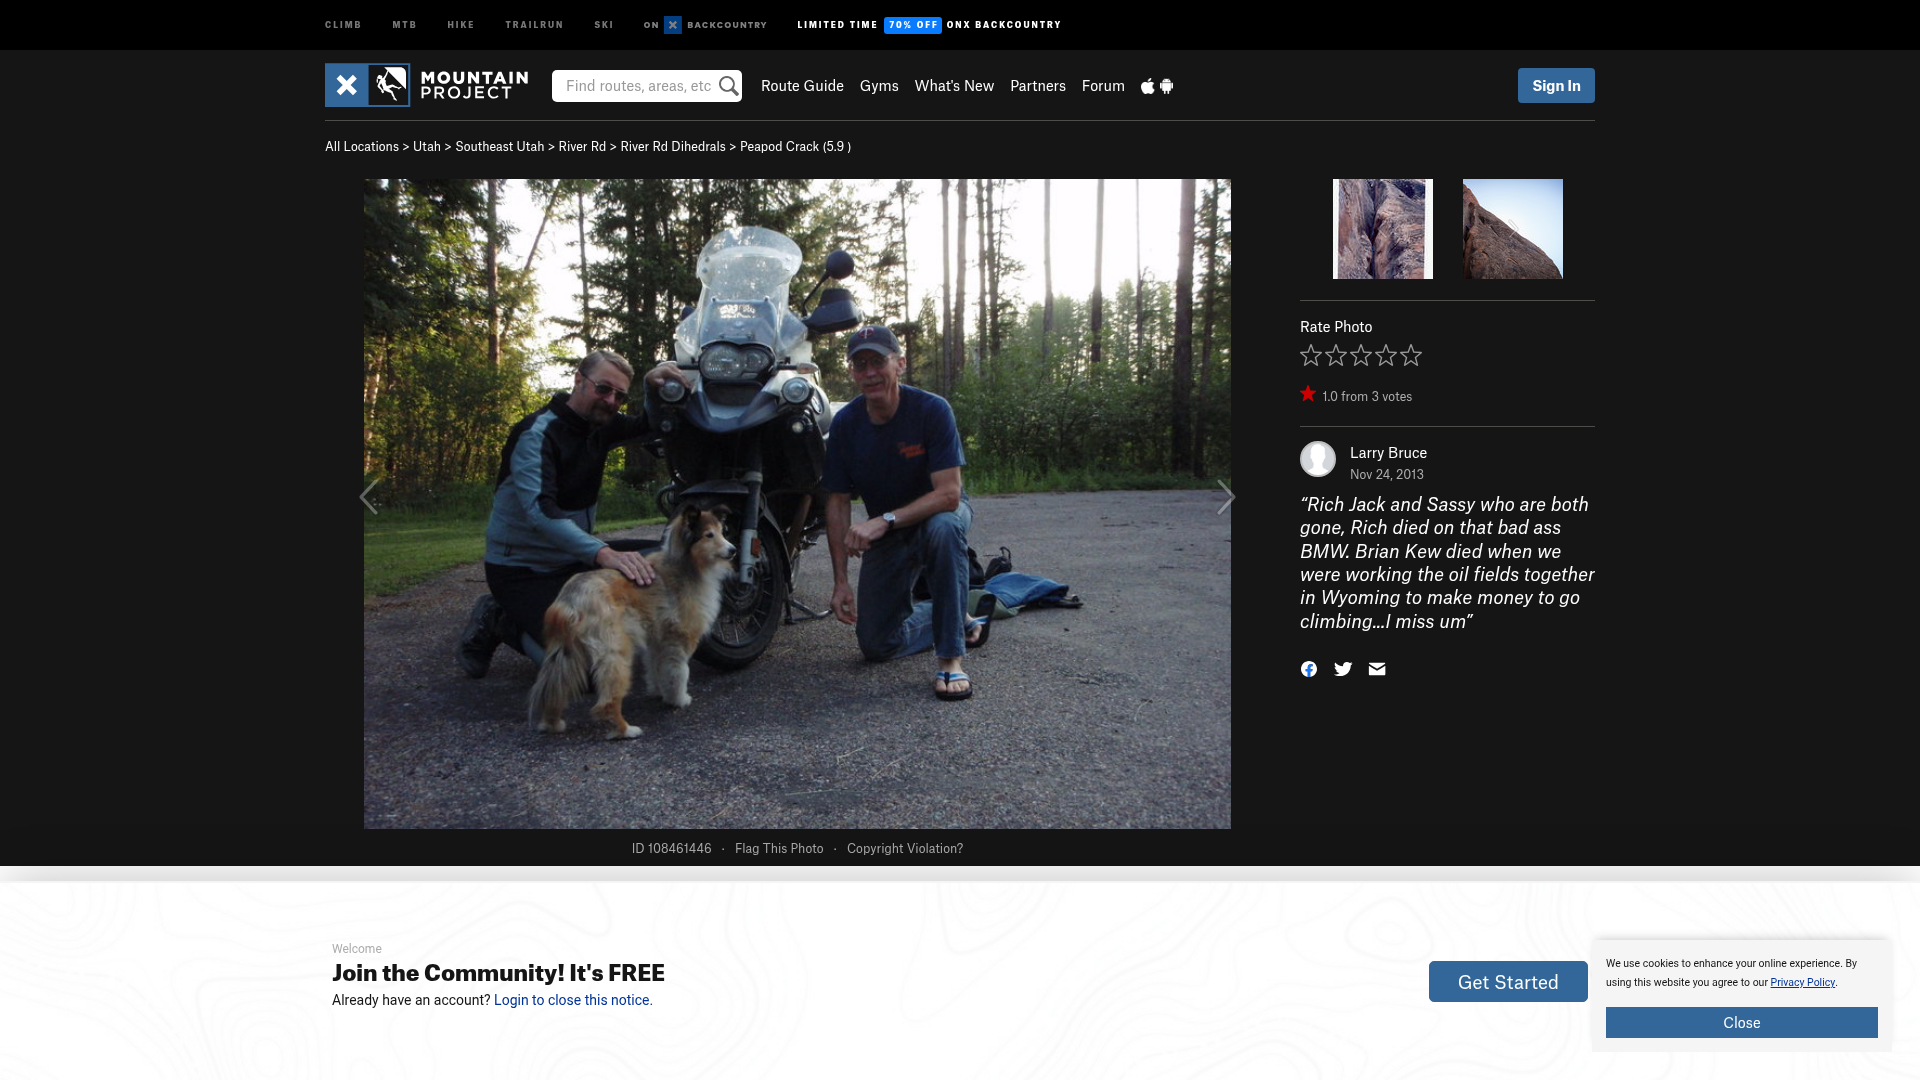 CLIMB MTB HIKE TRAILRUN SKI ON X BACKCOUNTRY LIMITED TIME 70% OFF ONX BACKCOUNTRY
MOUNTAIN
PROJECT
Find routes, areas, etc Route Guide Gyms What's New Partners Forum Sign In
All Locations > Utah > Southeast Utah > River Rd > River Rd Dihedrals > Peapod Crack (5.9 )
Rate Photo
1.0 from 3 votes
Larry Bruce
Nov 24, 2013
“Rich Jack and Sassy who are both
gone, Rich died on that bad ass
BMW. Brian Kew died when we
were working the oil fields together
in Wyoming to make money to go
climbing...I miss um”
ID 108461446 · Flag This Photo · Copyright Violation?
Welcome
Join the Community! It's FREE
Already have an account? Login to close this notice.
Get Started
We use cookies to enhance your online experience. By
using this website you agree to our Privacy Policy.
Close